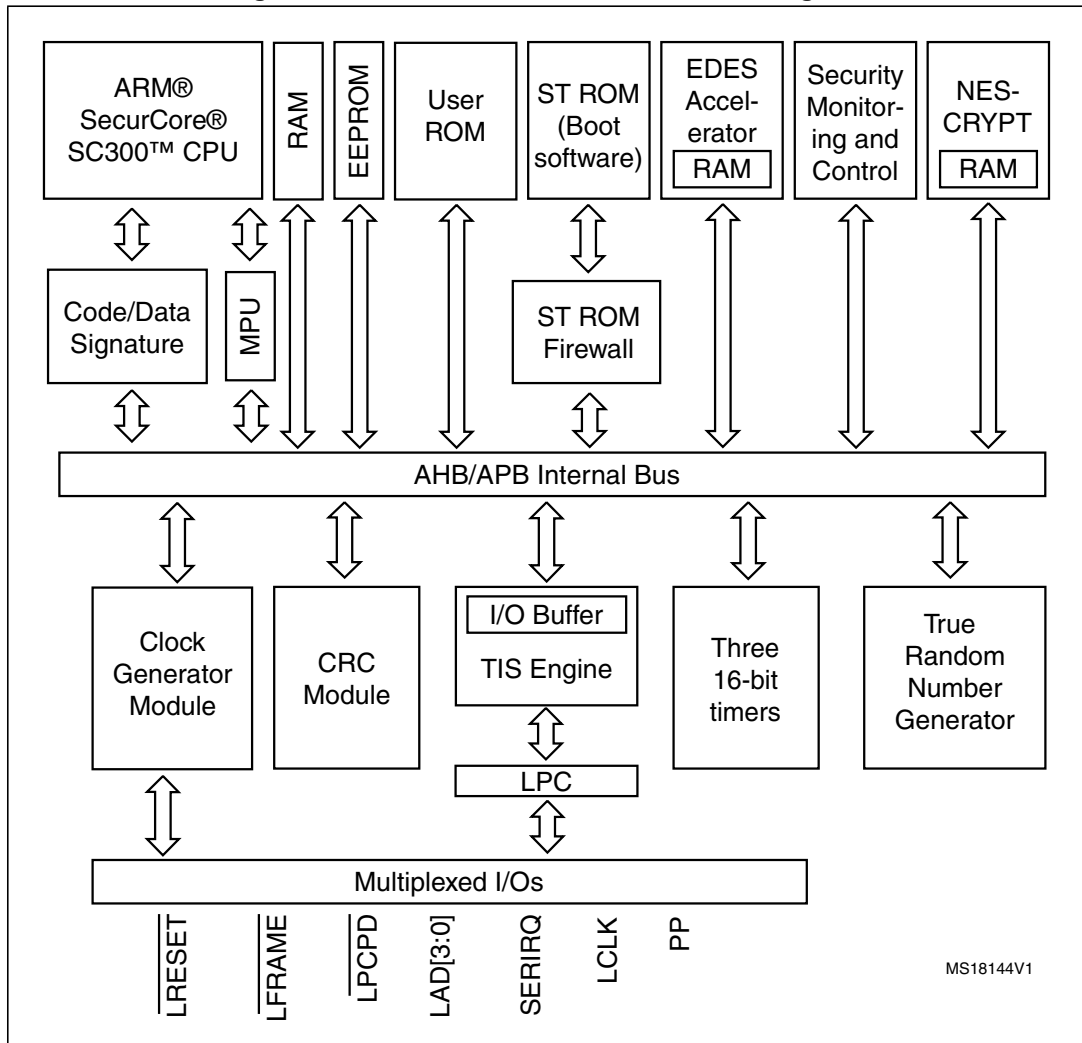 ARM®
SecurCore®
SC300™ CPU
RAM
EEPROM
User
ROM
ST ROM
(Boot
software)
EDES
Accel-
erator
RAM
Security
Monitor-
ing and
Control
NES-
CRYPT
RAM
Code/Data
Signature
MPU
ST ROM
Firewall
AHB/APB Internal Bus
Clock
Generator
Module
CRC
Module
I/O Buffer
TIS Engine
Three
16-bit
timers
True
Random
Number
Generator
LPC
Multiplexed I/Os
LRESET
LFRAME
LPCPD
LAD[3:0]
SERIRQ
LCLK
PP
MS18144V1